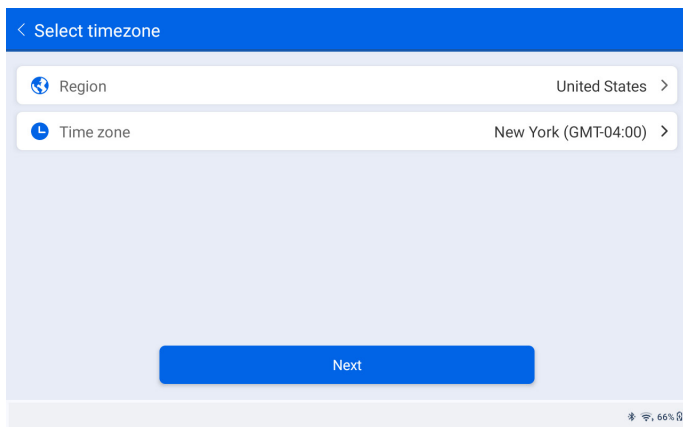 Select timezone
Region United States
Time zone New York (GMT-04:00)
Next
66%